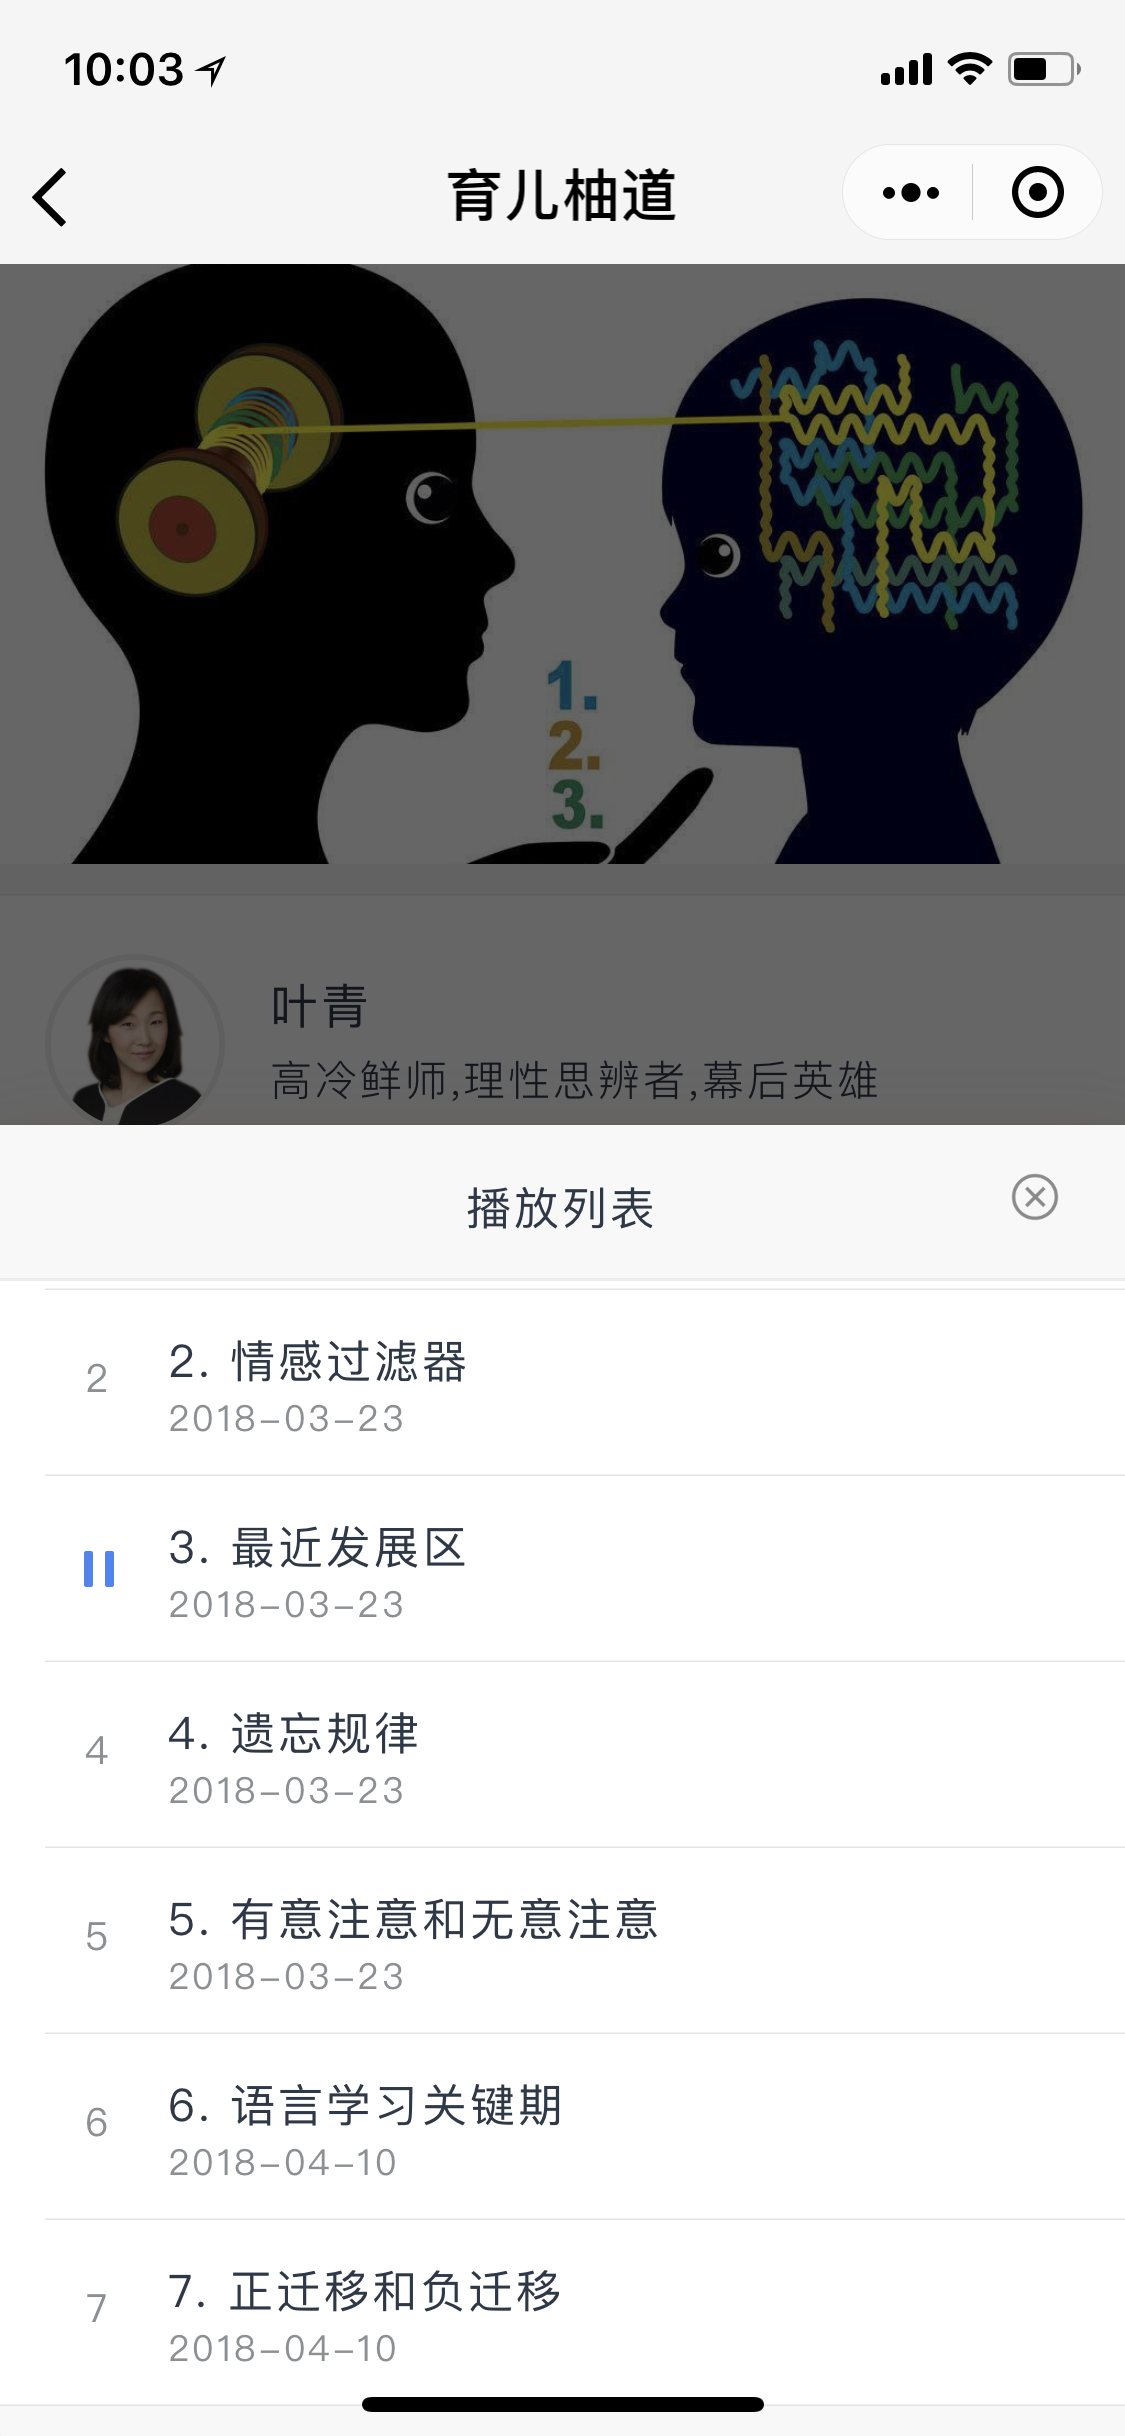 10:03
育儿柚道
1.
2.
3.
叶青
高冷鲜师,理性思辨者,幕后英雄
播放列表
2
2. 情感过滤器
2018-03-23
3. 最近发展区
2018-03-23
4
4. 遗忘规律
2018-03-23
5
5. 有意注意和无意注意
2018-03-23
6
6. 语言学习关键期
2018-04-10
7
7. 正迁移和负迁移
2018-04-10